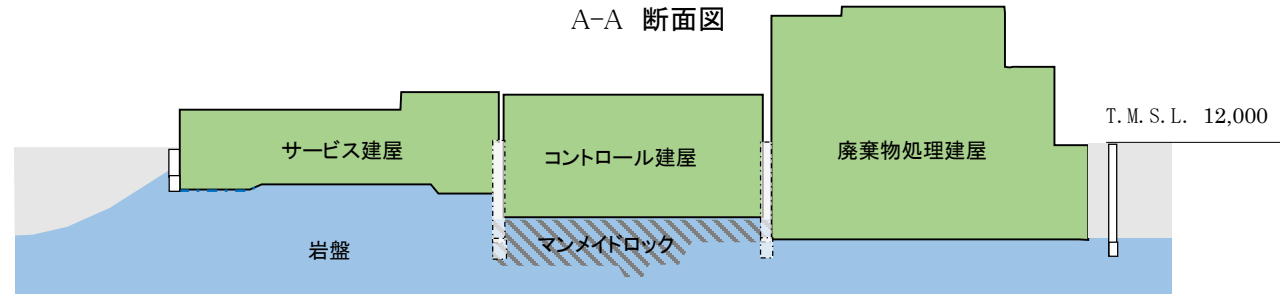 A-A 断面図
T.M.S.L. 12,000
サービス建屋
コントロール建屋
廃棄物処理建屋
岩盤
マンメイドロック